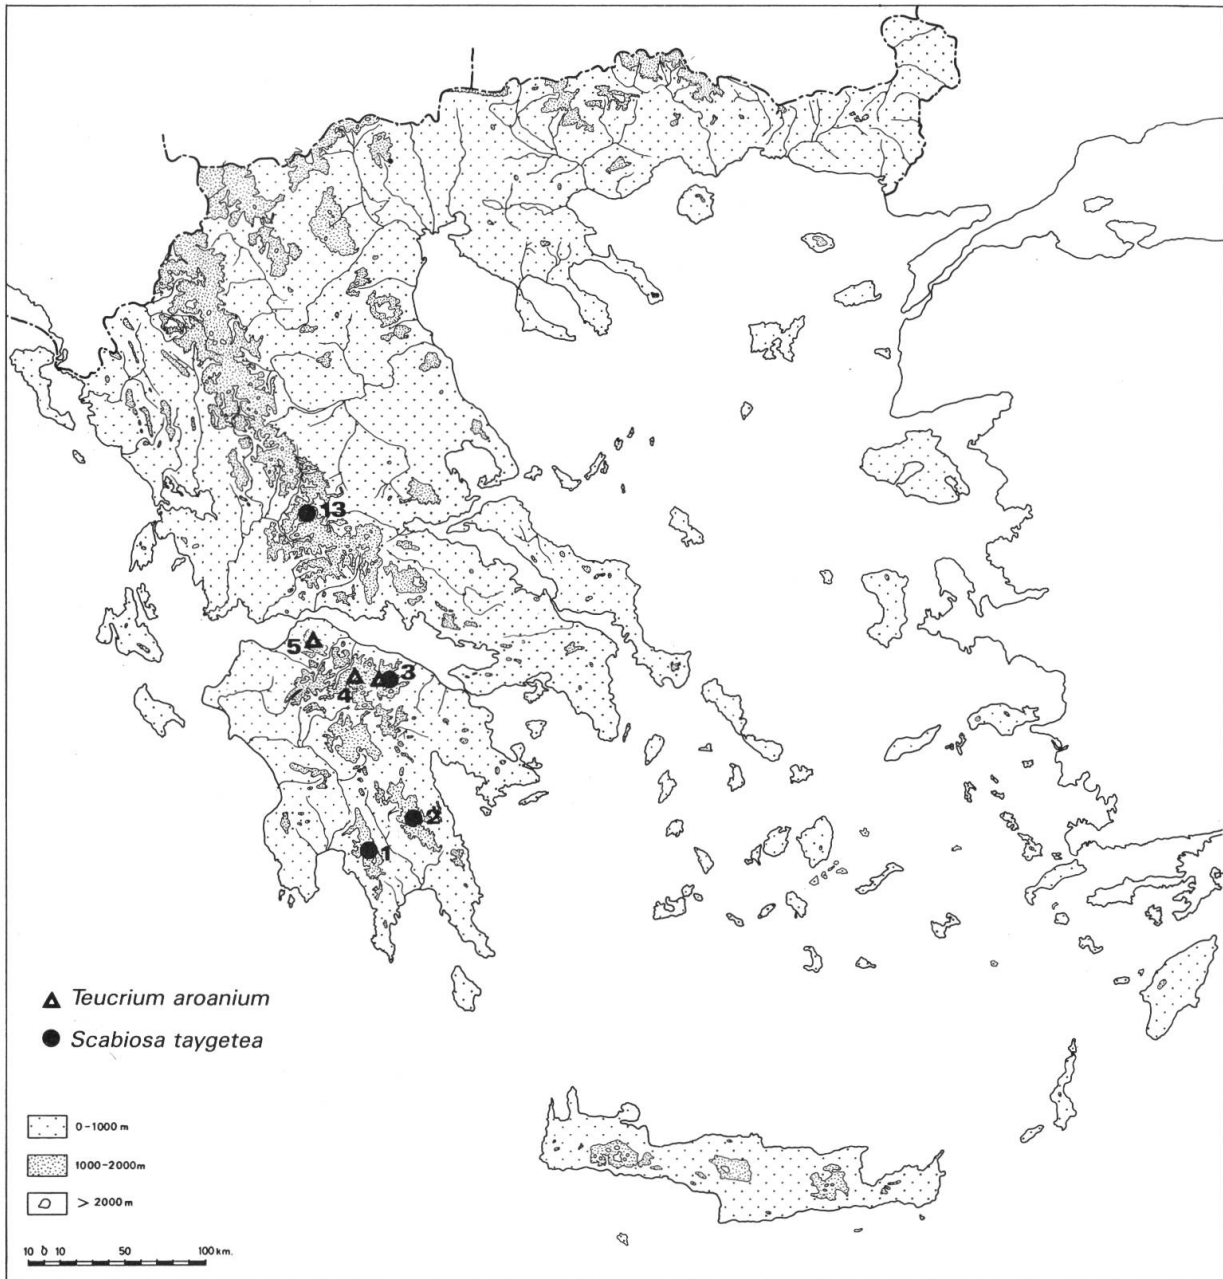 13
5
3
4
2
1
Teucrium aroanium
Scabiosa taygetea
0-1000 m
1000-2000m
> 2000 m
10 0 10 50 100 km.